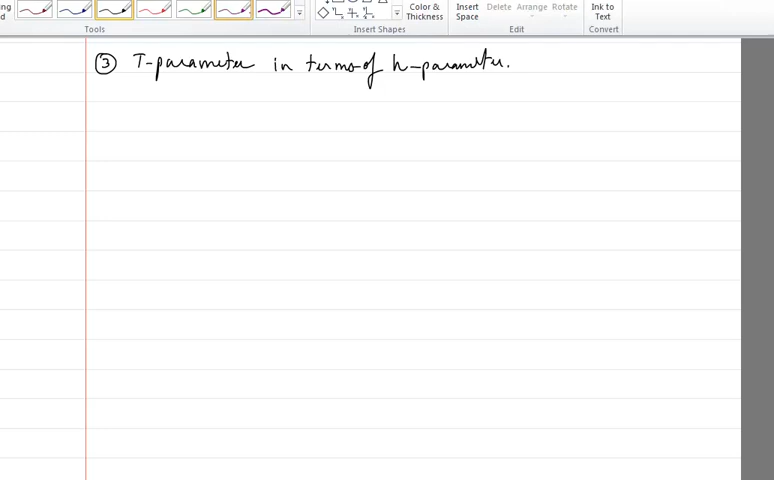 ing
d
Color &
Thickness
Insert
Space
Delete Arrange Rotate
Ink to
Text
Tools
Insert Shapes
Edit
Convert
③ T-parameter in terms of h-parameter.